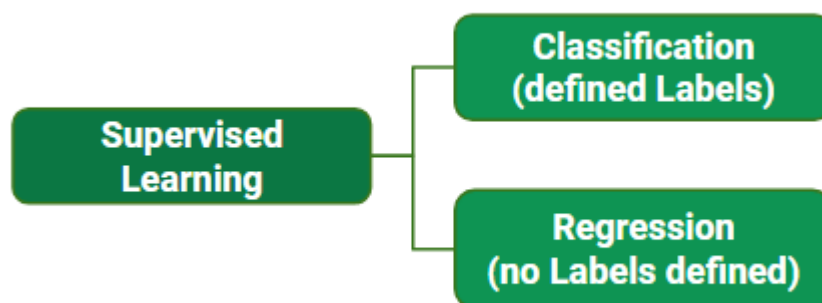 Supervised
Learning
Classification
(defined Labels)
Regression
(no Labels defined)